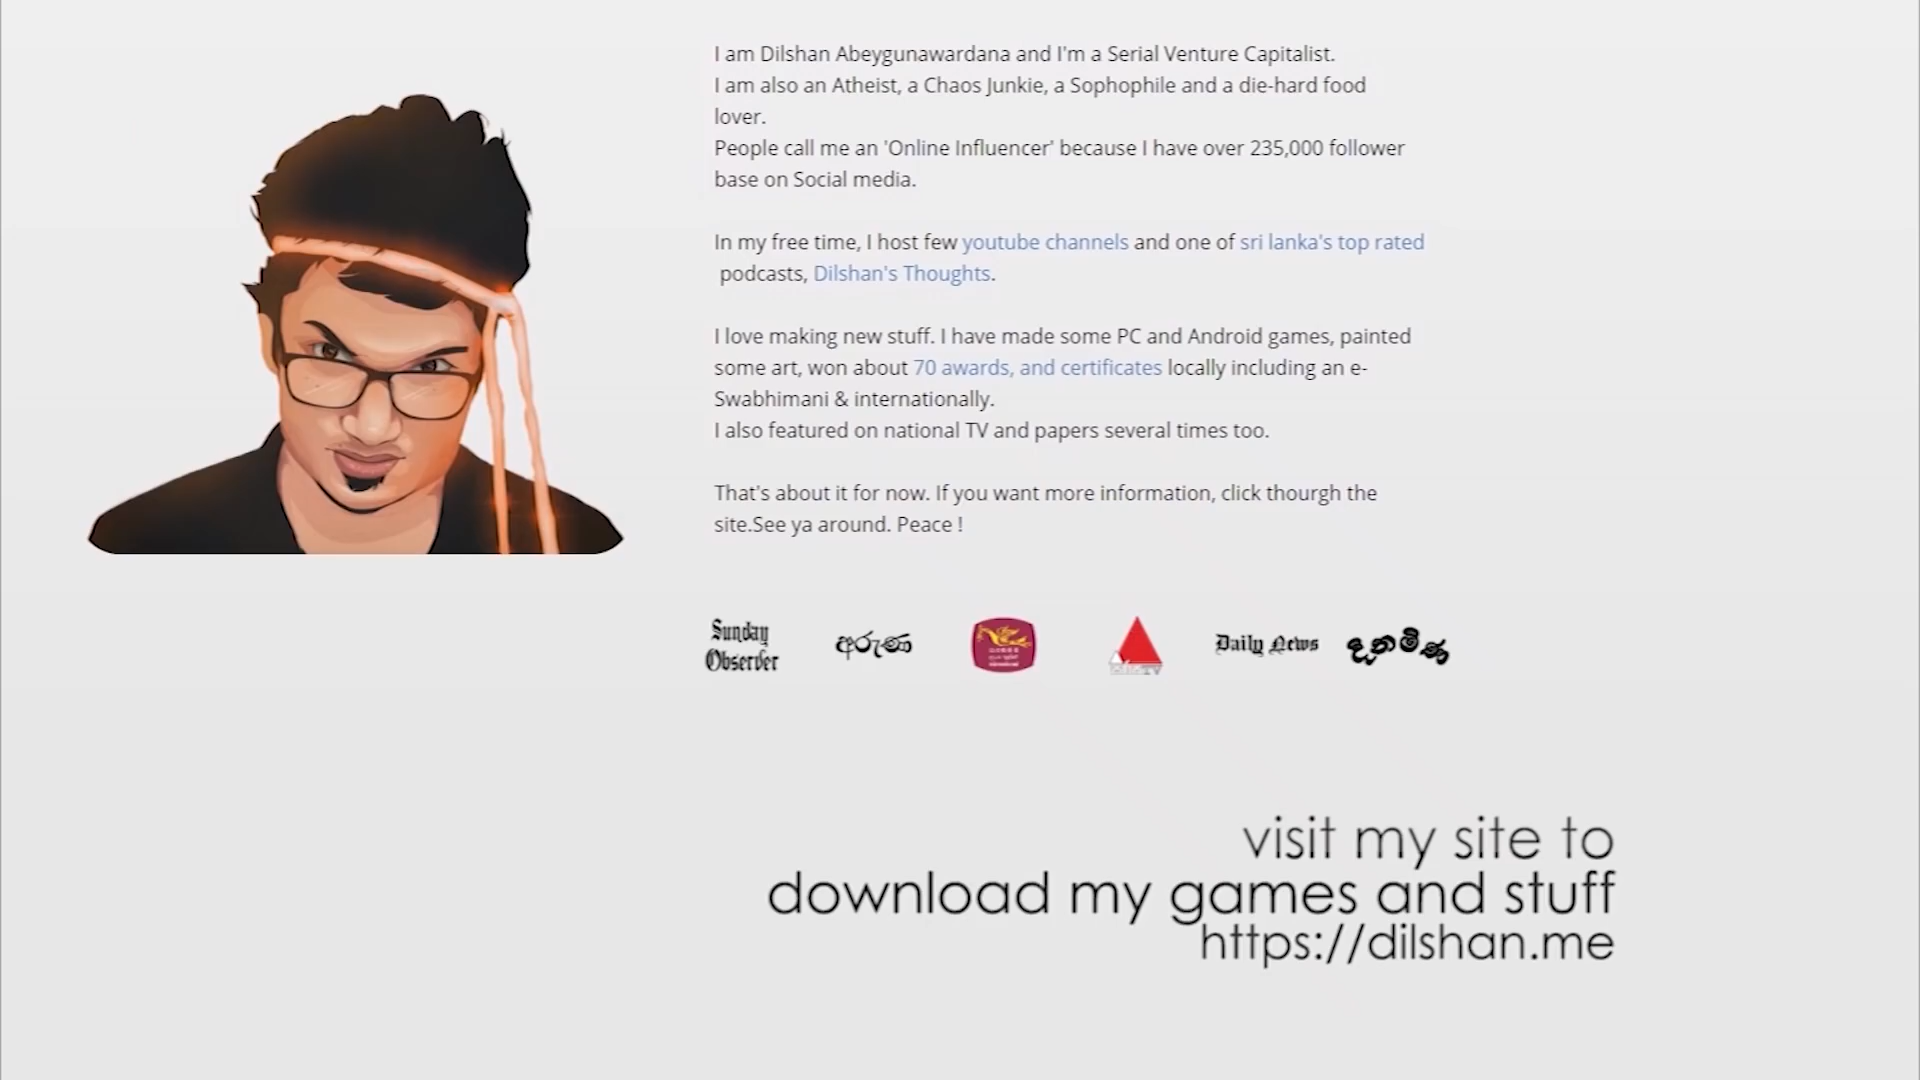 I am Dilshan Abeygunawardana and I'm a Serial Venture Capitalist.
I am also an Atheist, a Chaos Junkie, a Sophophile and a die-hard food
lover.
People call me an 'Online Influencer' because I have over 235,000 follower
base on Social media.
In my free time, I host few youtube channels and one of sri lanka's top rated
podcasts, Dilshan's Thoughts.
I love making new stuff. I have made some PC and Android games, painted
some art, won about 70 awards, and certificates locally including an e-
Swabhimani & internationally.
I also featured on national TV and papers several times too.
That's about it for now. If you want more information, click thourgh the
site.See ya around. Peace !
Sunday
Observer
අරුණ
Daily News
දිනමිණ
visit my site to
download my games and stuff
https://dilshan.me